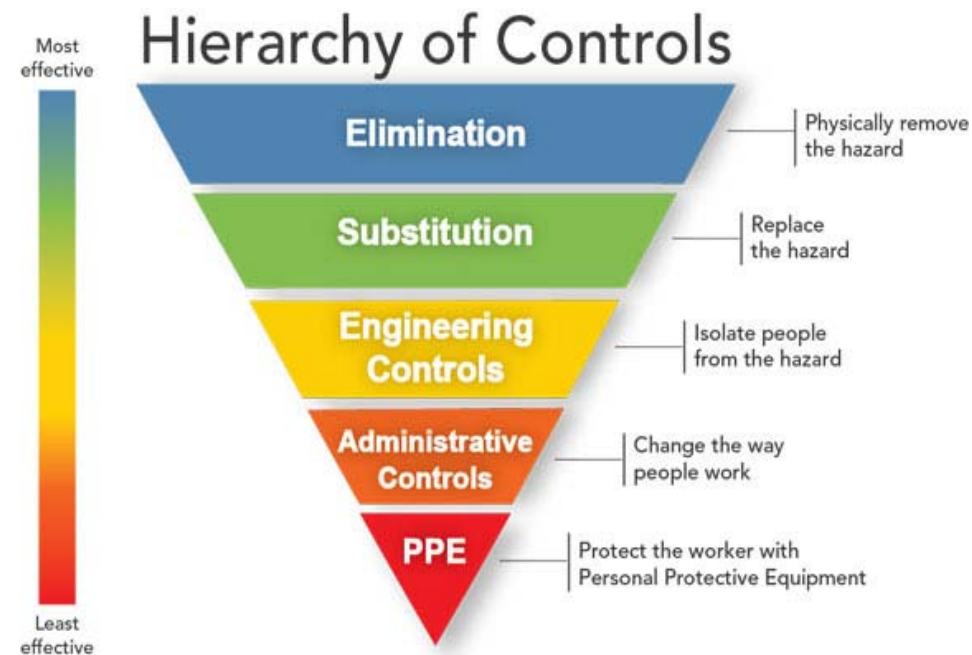 Hierarchy of Controls
Most
effective
Elimination
Physically remove
the hazard
Substitution
Replace
the hazard
Engineering
Controls
Isolate people
from the hazard
Administrative
Controls
Change the way
people work
PPE
Protect the worker with
Personal Protective Equipment
Least
effective